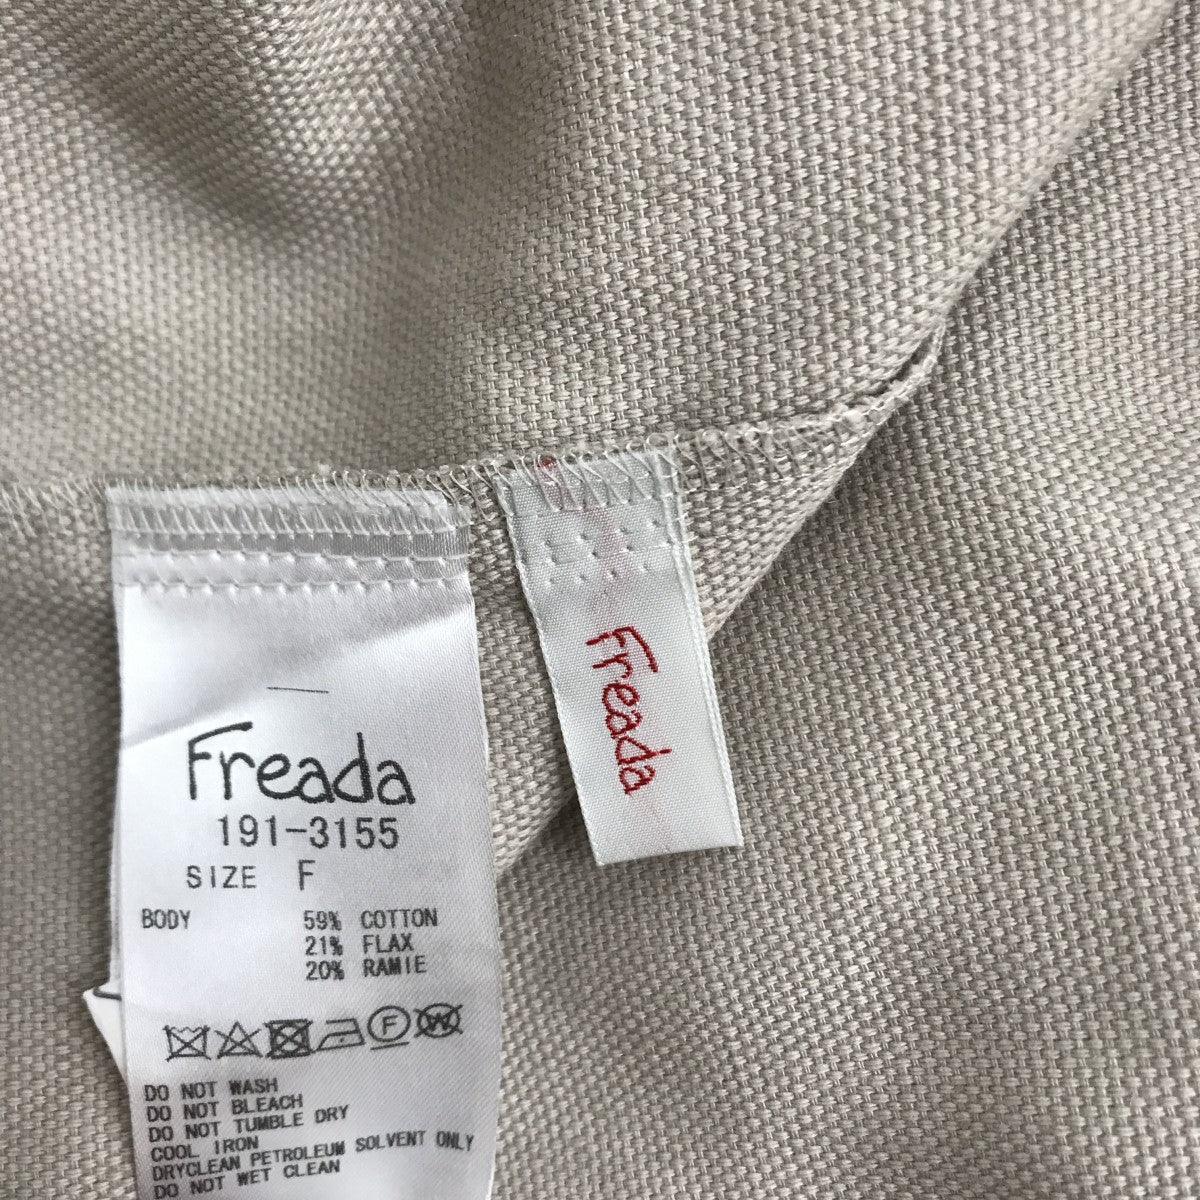 Freada
191-3155
SIZE F
BODY 59% COTTON
21% FLAX
20% RAMIE
F W
DO NOT WASH
DO NOT BLEACH
DO NOT TUMBLE DRY
COOL IRON
DRYCLEAN PETROLEUM SOLVENT ONLY
DO NOT WET CLEAN
Freada